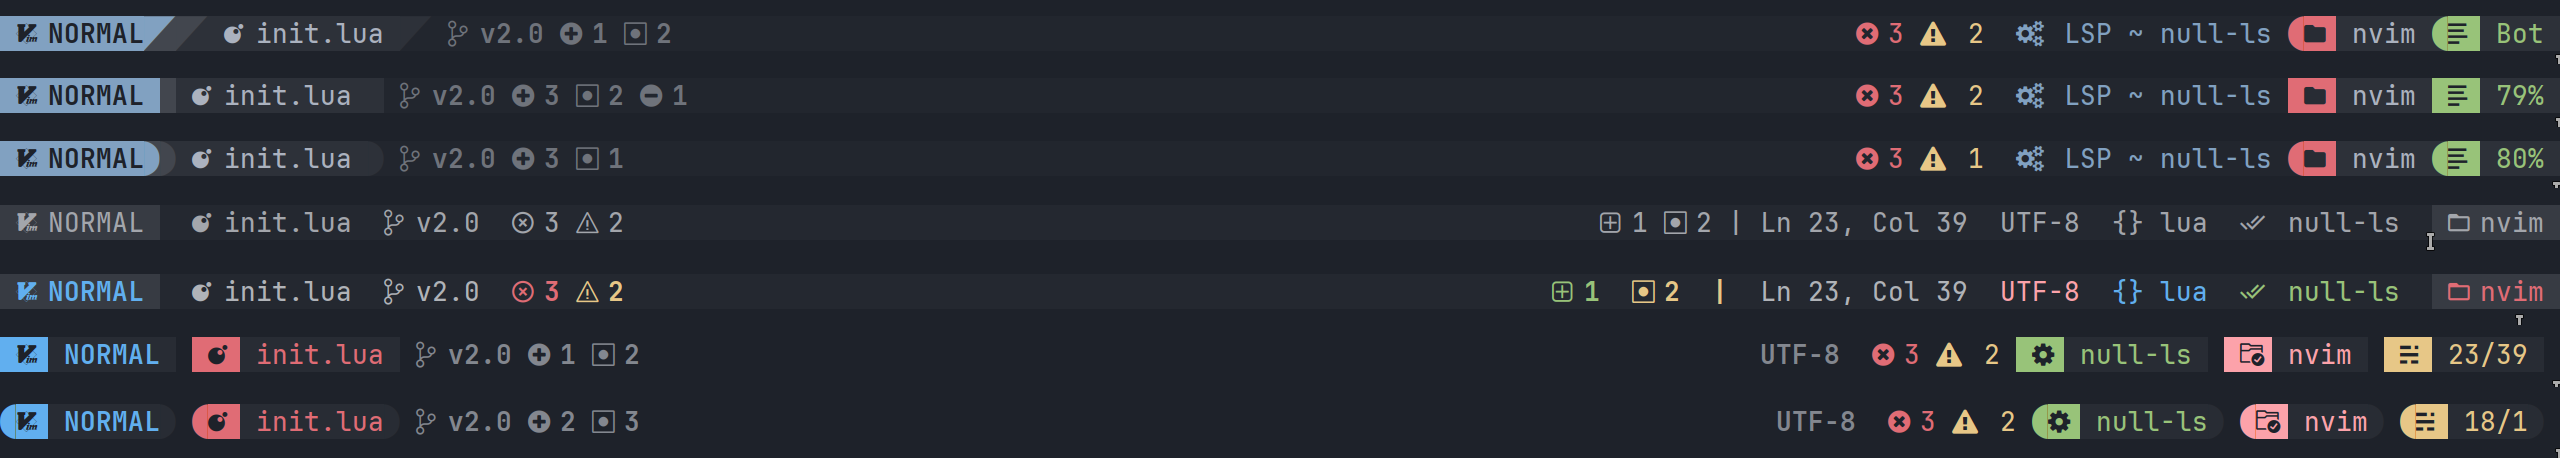 NORMAL init.lua v2.0 1 2 3 2 LSP ~ null-ls nvim Bot
NORMAL init.lua v2.0 3 2 1 3 2 LSP ~ null-ls nvim 79%
NORMAL init.lua v2.0 3 1 3 1 LSP ~ null-ls nvim 80%
NORMAL init.lua v2.0 3 2 1 2 | Ln 23, Col 39 UTF-8 {} lua null-ls nvim
NORMAL init.lua v2.0 3 2 1 2 | Ln 23, Col 39 UTF-8 {} lua null-ls nvim
NORMAL init.lua v2.0 1 2 UTF-8 3 2 null-ls nvim 23/39
NORMAL init.lua v2.0 2 3 UTF-8 3 2 null-ls nvim 18/1